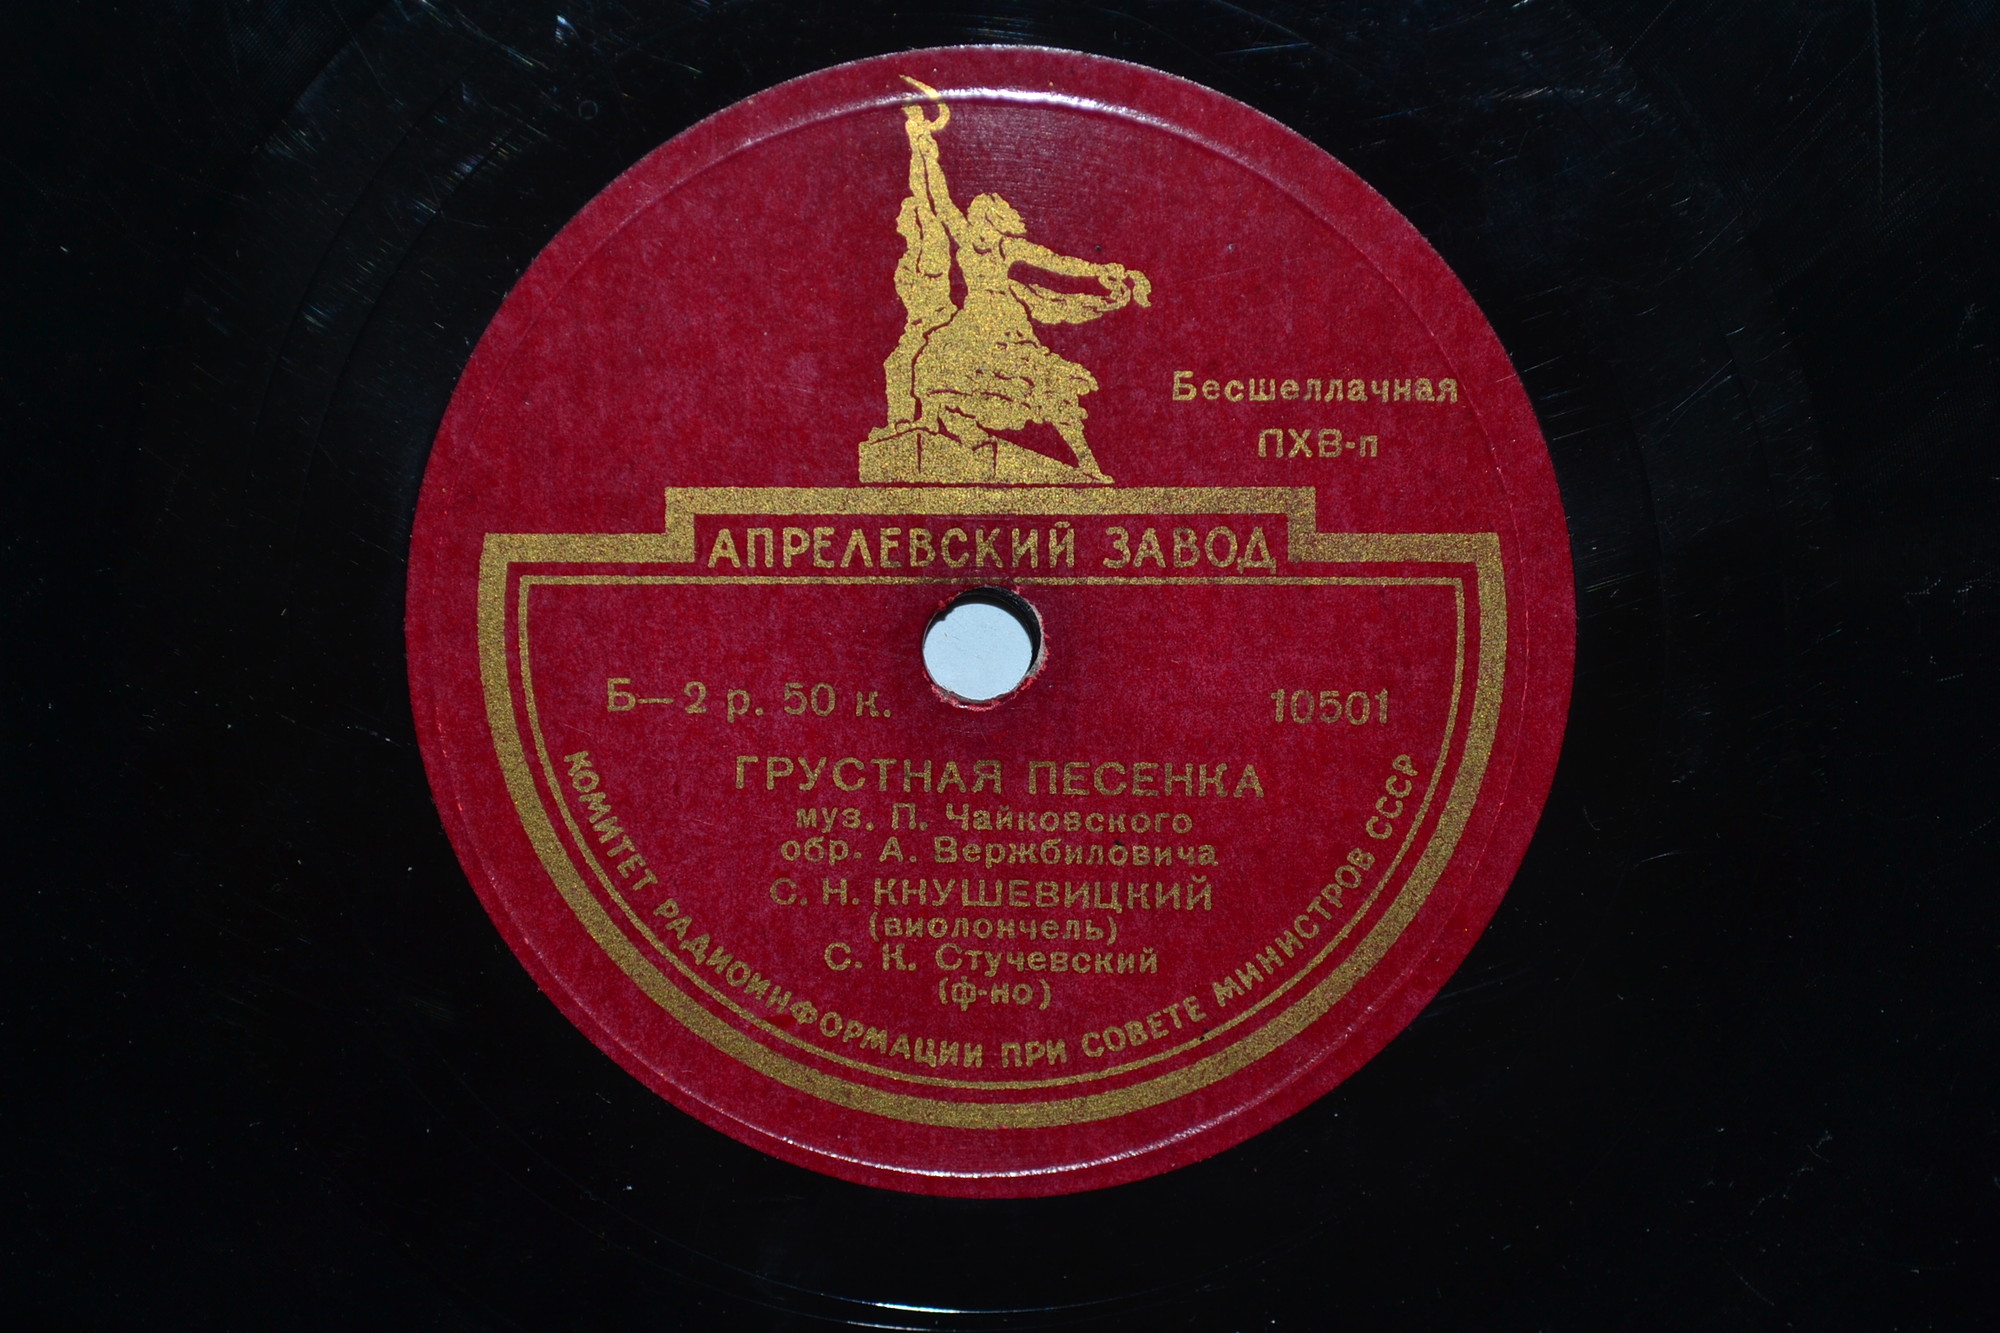 Бесшеллачная
ПХВ-п
АПРЕЛЕВСКИЙ ЗАВОД
Б—2 р. 50 к.
10501
ГРУСТНАЯ ПЕСЕНКА
муз. П. Чайковского
обр. А. Вержбиловича
С. Н. КНУШЕВИЦКИЙ
(виолончель)
С. К. Стучевский
(ф-но)
КОМИТЕТ РАДИОИНФОРМАЦИИ ПРИ СОВЕТЕ МИНИСТРОВ СССР